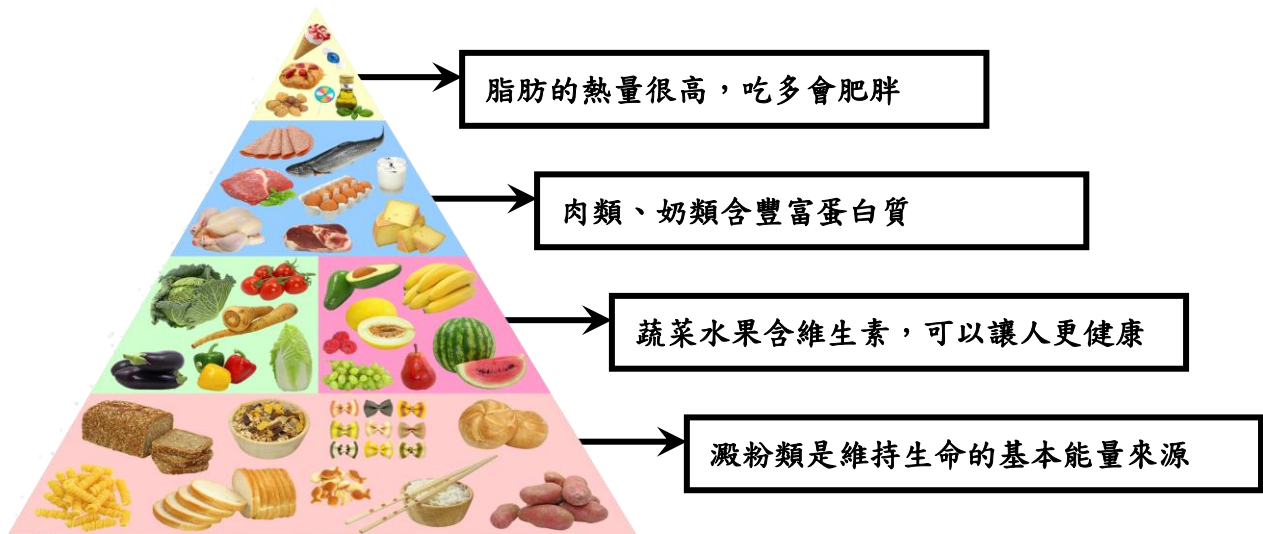 脂肪的熱量很高，吃多會肥胖
肉類、奶類含豐富蛋白質
蔬菜水果含維生素，可以讓人更健康
澱粉類是維持生命的基本能量來源